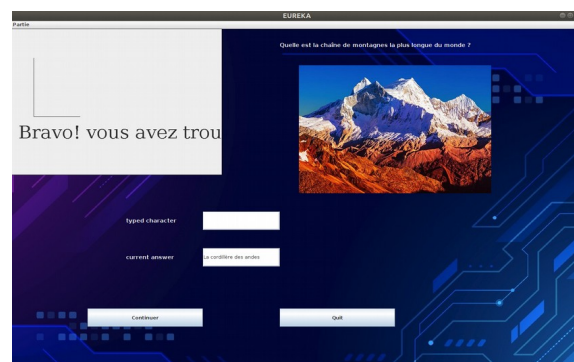 EUREKA
Partie
Quelle est la chaîne de montagnes la plus longue du monde ?
Bravo! vous avez trou
typed character
current answer
La cordillère des andes
Continuer
Quit